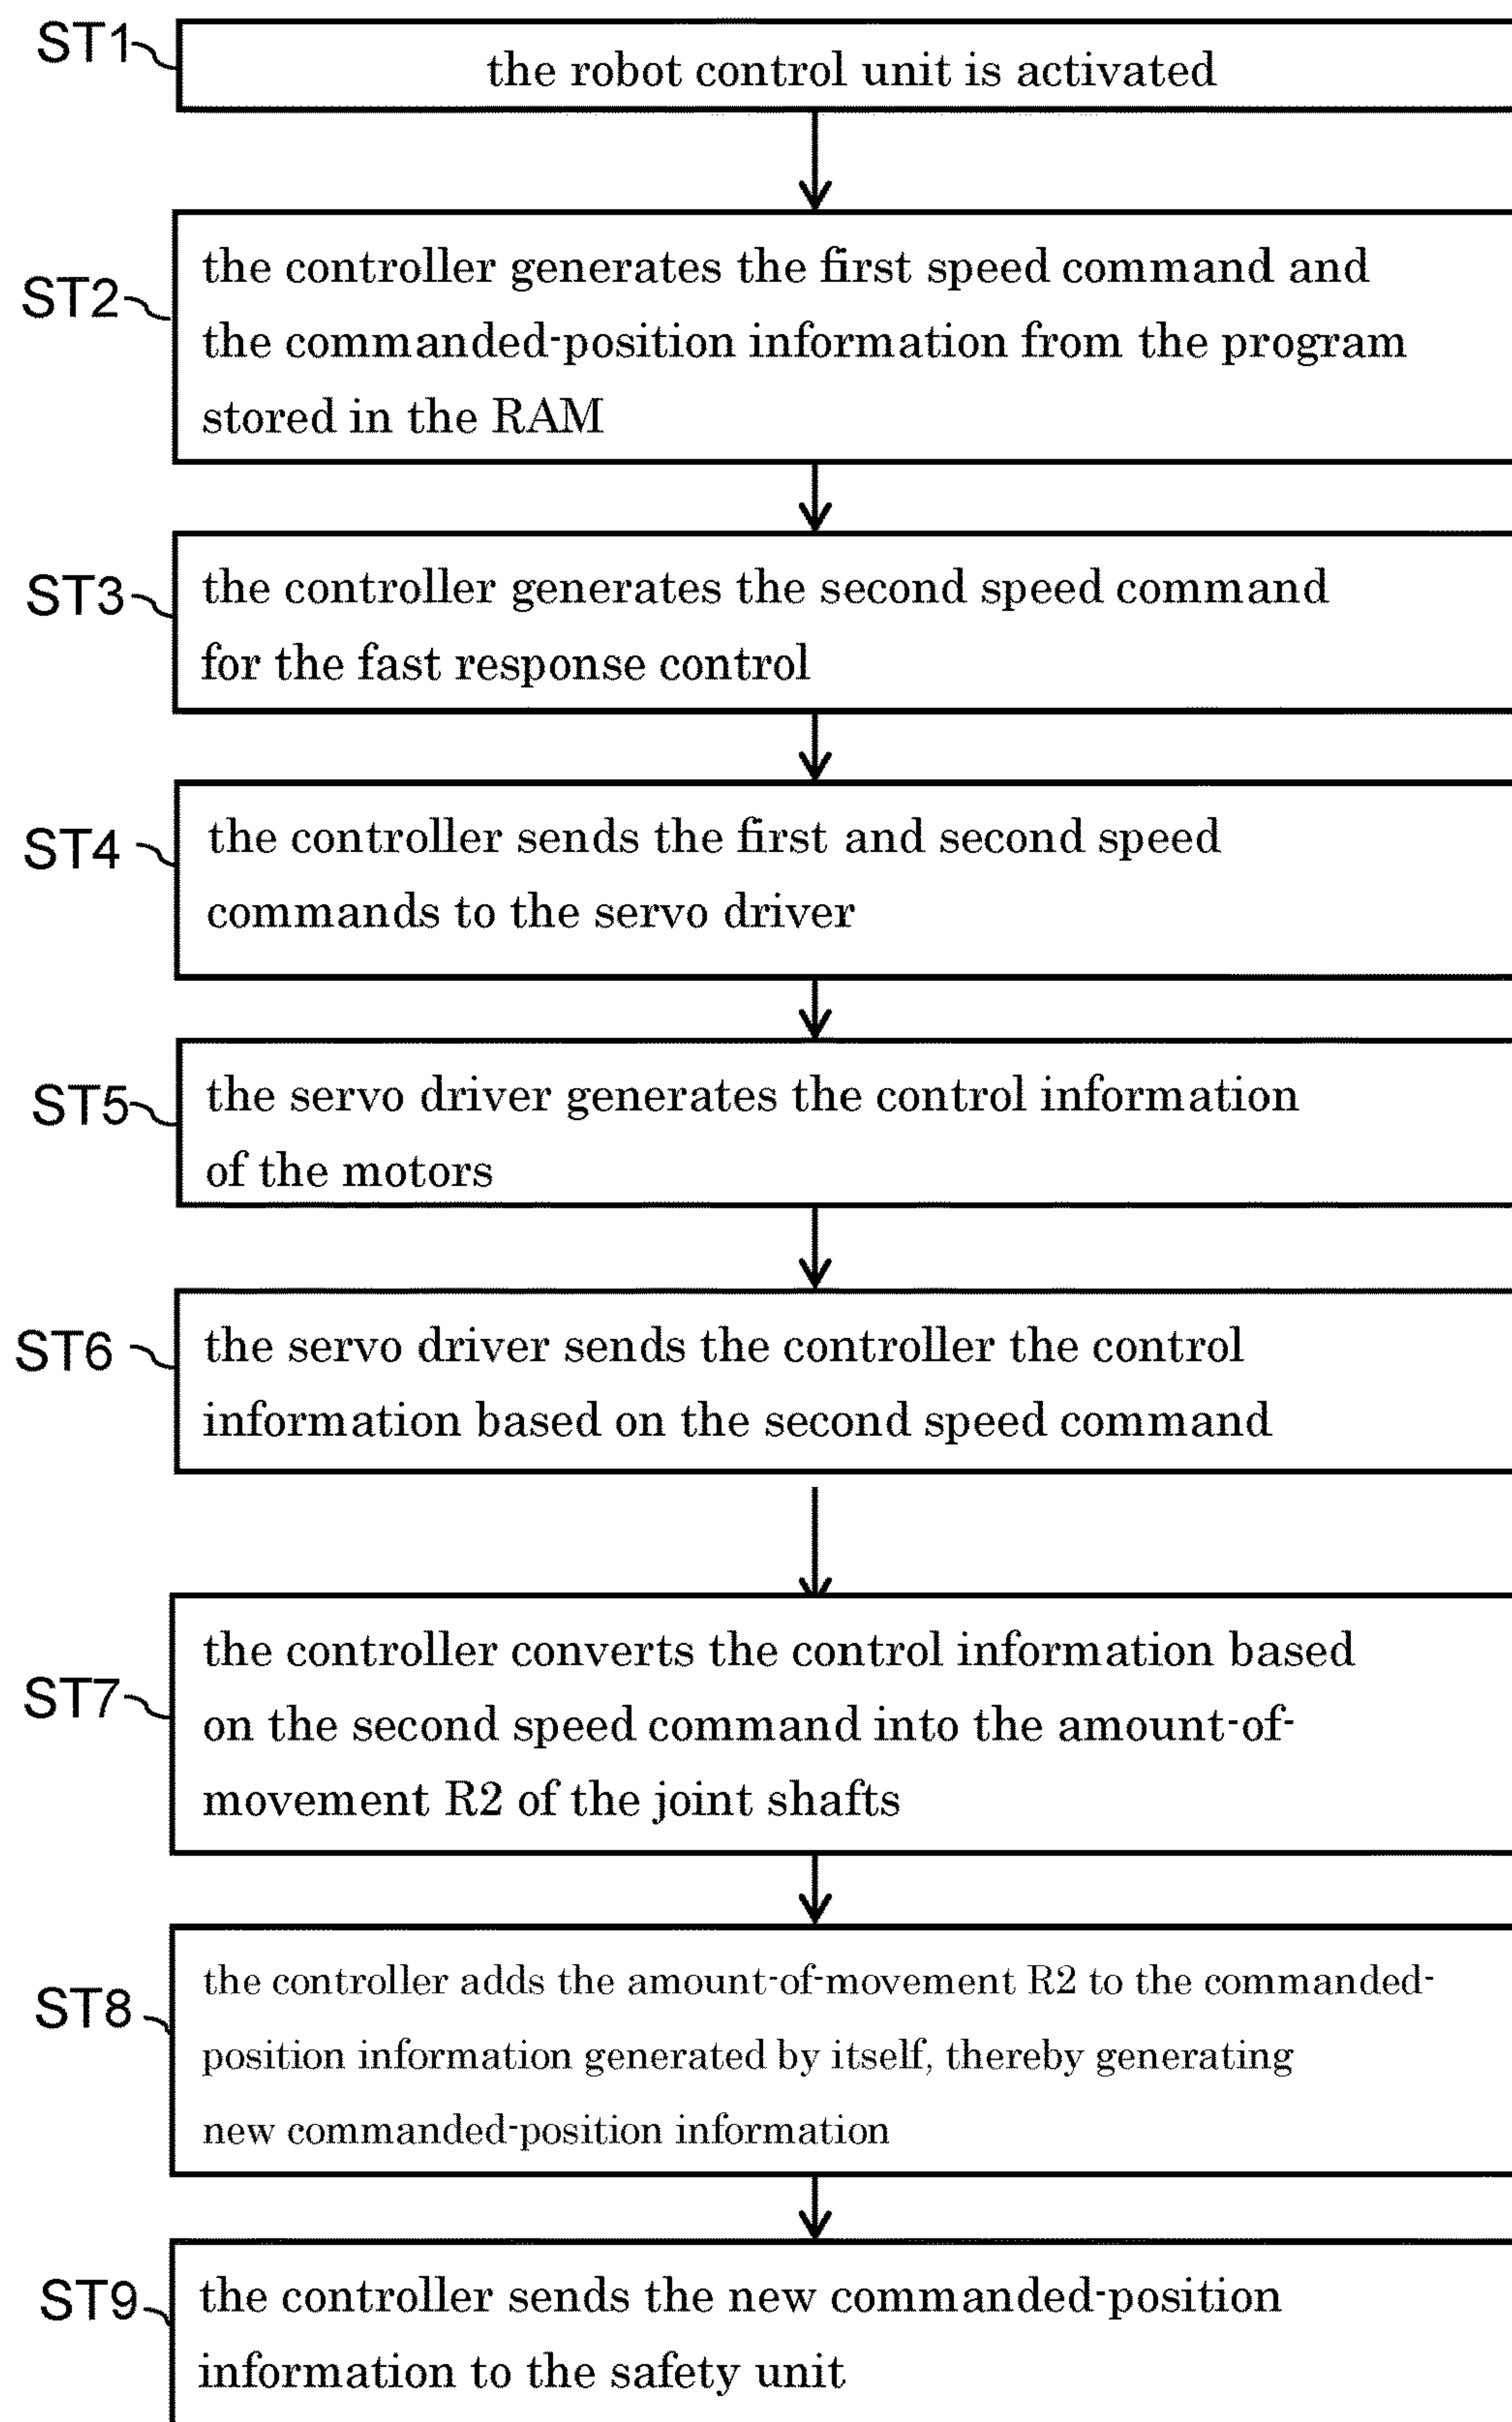 ST1
the robot control unit is activated
ST2
the controller generates the first speed command and
the commanded-position information from the program
stored in the RAM
ST3
the controller generates the second speed command
for the fast response control
ST4
the controller sends the first and second speed
commands to the servo driver
ST5
the servo driver generates the control information
of the motors
ST6
the servo driver sends the controller the control
information based on the second speed command
ST7
the controller converts the control information based
on the second speed command into the amount-of-
movement R2 of the joint shafts
ST8
the controller adds the amount-of-movement R2 to the commanded-
position information generated by itself, thereby generating
new commanded-position information
ST9
the controller sends the new commanded-position
information to the safety unit